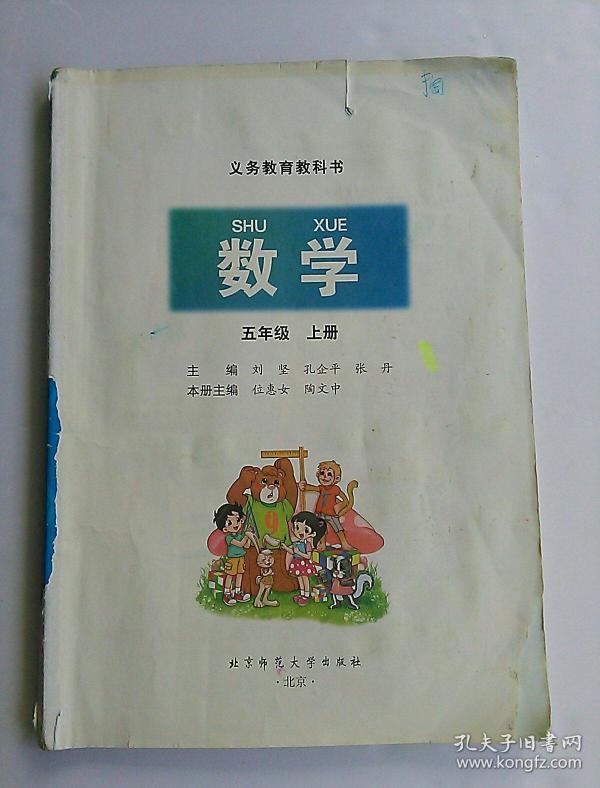 义务教育教科书
SHU XUE
数学
五年级 上册
主 编 刘 坚 孔企平 张 丹
本册主编 位惠女 陶文中
9
北京师范大学出版社
·北京·
孔夫子旧书网
www.kongfz.com